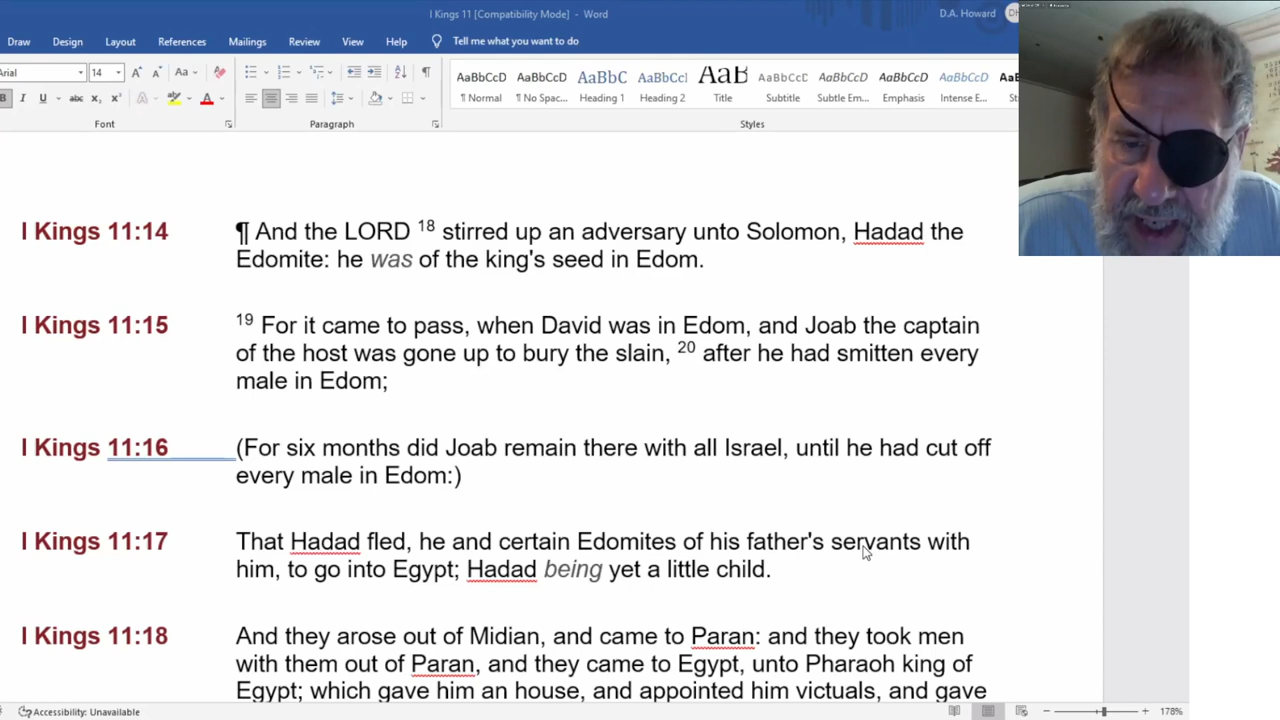 I Kings 11 [Compatibility Mode] - Word
D.A. Howard
DH
Draw Design Layout References Mailings Review View Help Tell me what you want to do
Arial 14 Aa
B I U abc x₂ x² A A
AaBbCcD AaBbCcD AaBbC AaBbCcI AaB AaBbCcD AaBbCcD AaBbCcD AaBbCcD
¶ Normal ¶ No Spac... Heading 1 Heading 2 Title Subtitle Subtle Em... Emphasis Intense E...
Font Paragraph Styles
I Kings 11:14 ¶ And the LORD 18 stirred up an adversary unto Solomon, Hadad the
Edomite: he was of the king's seed in Edom.
I Kings 11:15 19 For it came to pass, when David was in Edom, and Joab the captain
of the host was gone up to bury the slain, 20 after he had smitten every
male in Edom;
I Kings 11:16 (For six months did Joab remain there with all Israel, until he had cut off
every male in Edom:)
I Kings 11:17 That Hadad fled, he and certain Edomites of his father's servants with
him, to go into Egypt; Hadad being yet a little child.
I Kings 11:18 And they arose out of Midian, and came to Paran: and they took men
with them out of Paran, and they came to Egypt, unto Pharaoh king of
Egypt; which gave him an house, and appointed him victuals, and gave
Accessibility: Unavailable 178%